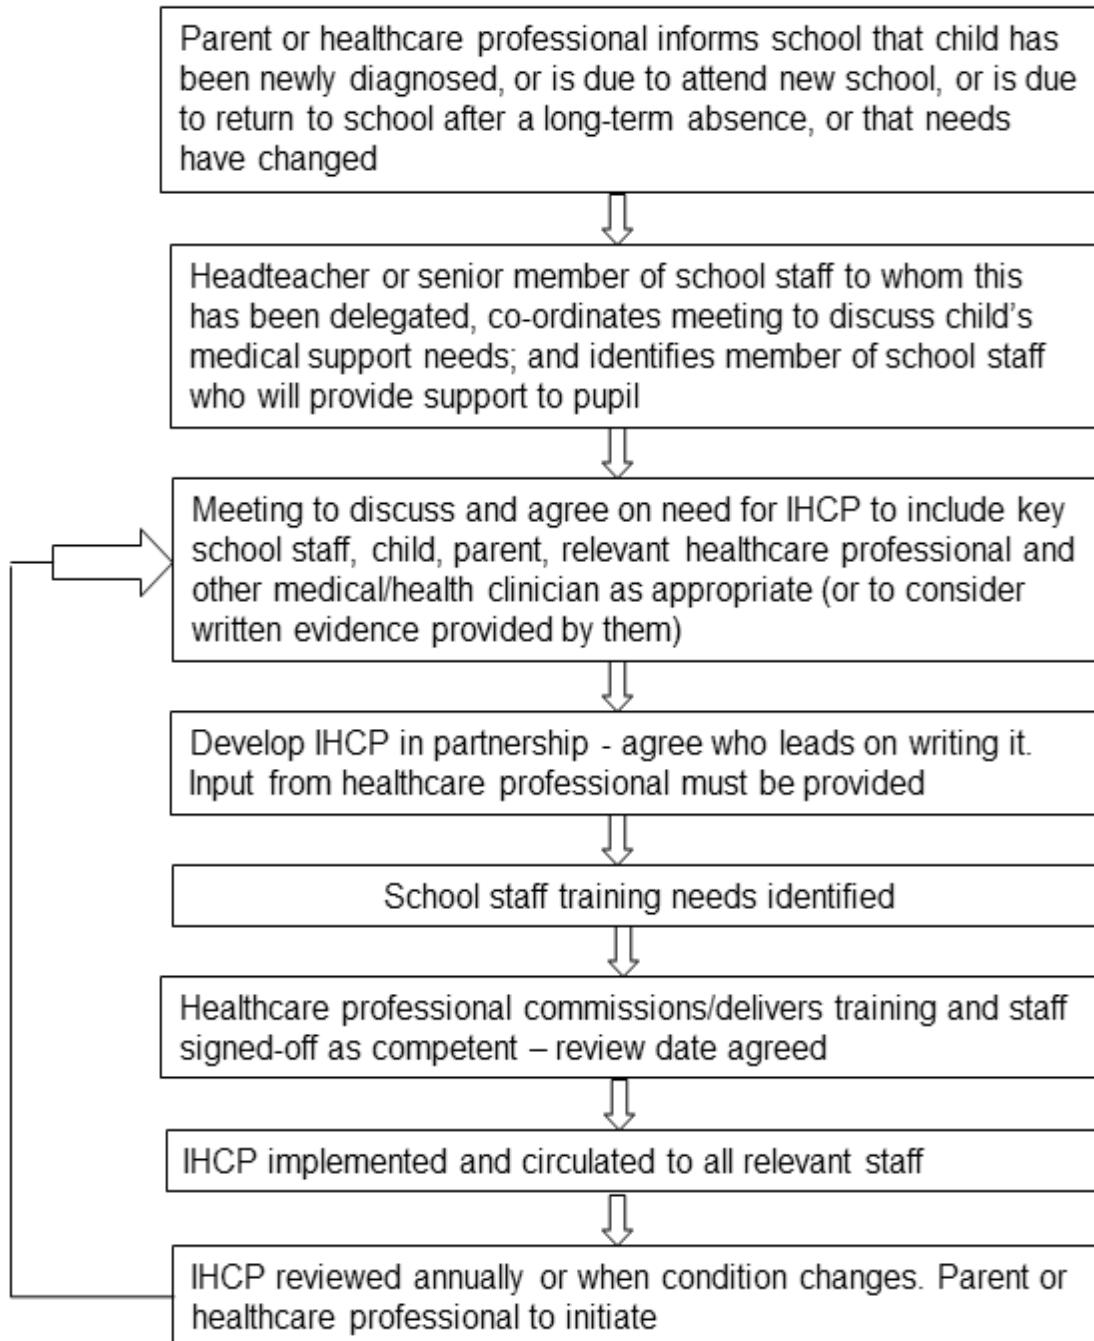 Parent or healthcare professional informs school that child has
been newly diagnosed, or is due to attend new school, or is due
to return to school after a long-term absence, or that needs
have changed
Headteacher or senior member of school staff to whom this
has been delegated, co-ordinates meeting to discuss child's
medical support needs; and identifies member of school staff
who will provide support to pupil
Meeting to discuss and agree on need for IHCP to include key
school staff, child, parent, relevant healthcare professional and
other medical/health clinician as appropriate (or to consider
written evidence provided by them)
Develop IHCP in partnership - agree who leads on writing it.
Input from healthcare professional must be provided
School staff training needs identified
Healthcare professional commissions/delivers training and staff
signed-off as competent – review date agreed
IHCP implemented and circulated to all relevant staff
IHCP reviewed annually or when condition changes. Parent or
healthcare professional to initiate